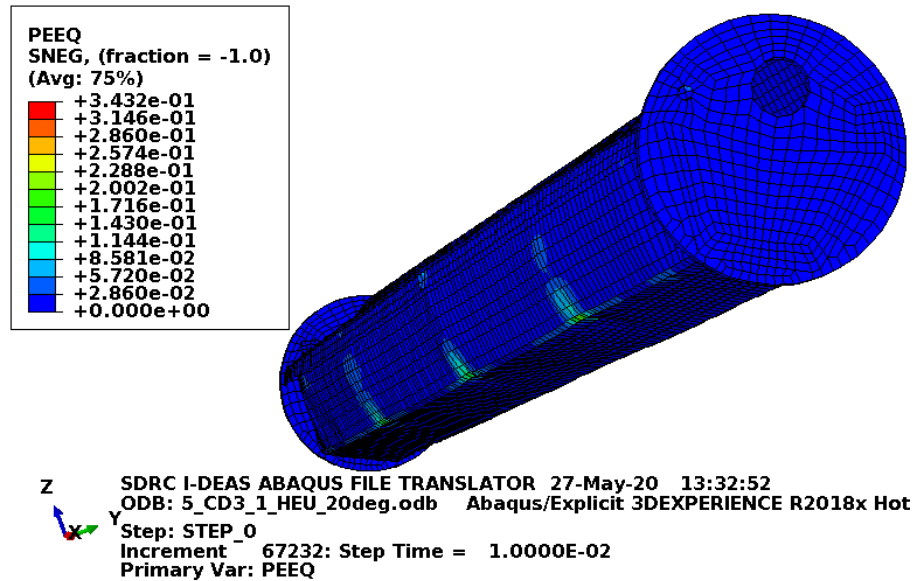 PEEQ
SNEG, (fraction = -1.0)
(Avg: 75%)
+3.432e-01
+3.146e-01
+2.860e-01
+2.574e-01
+2.288e-01
+2.002e-01
+1.716e-01
+1.430e-01
+1.144e-01
+8.581e-02
+5.720e-02
+2.860e-02
+0.000e+00
Z
Y
X
SDRC I-DEAS ABAQUS FILE TRANSLATOR 27-May-20 13:32:52
ODB: 5_CD3_1_HEU_20deg.odb Abaqus/Explicit 3DEXPERIENCE R2018x Hot
Step: STEP_0
Increment 67232: Step Time = 1.0000E-02
Primary Var: PEEQ